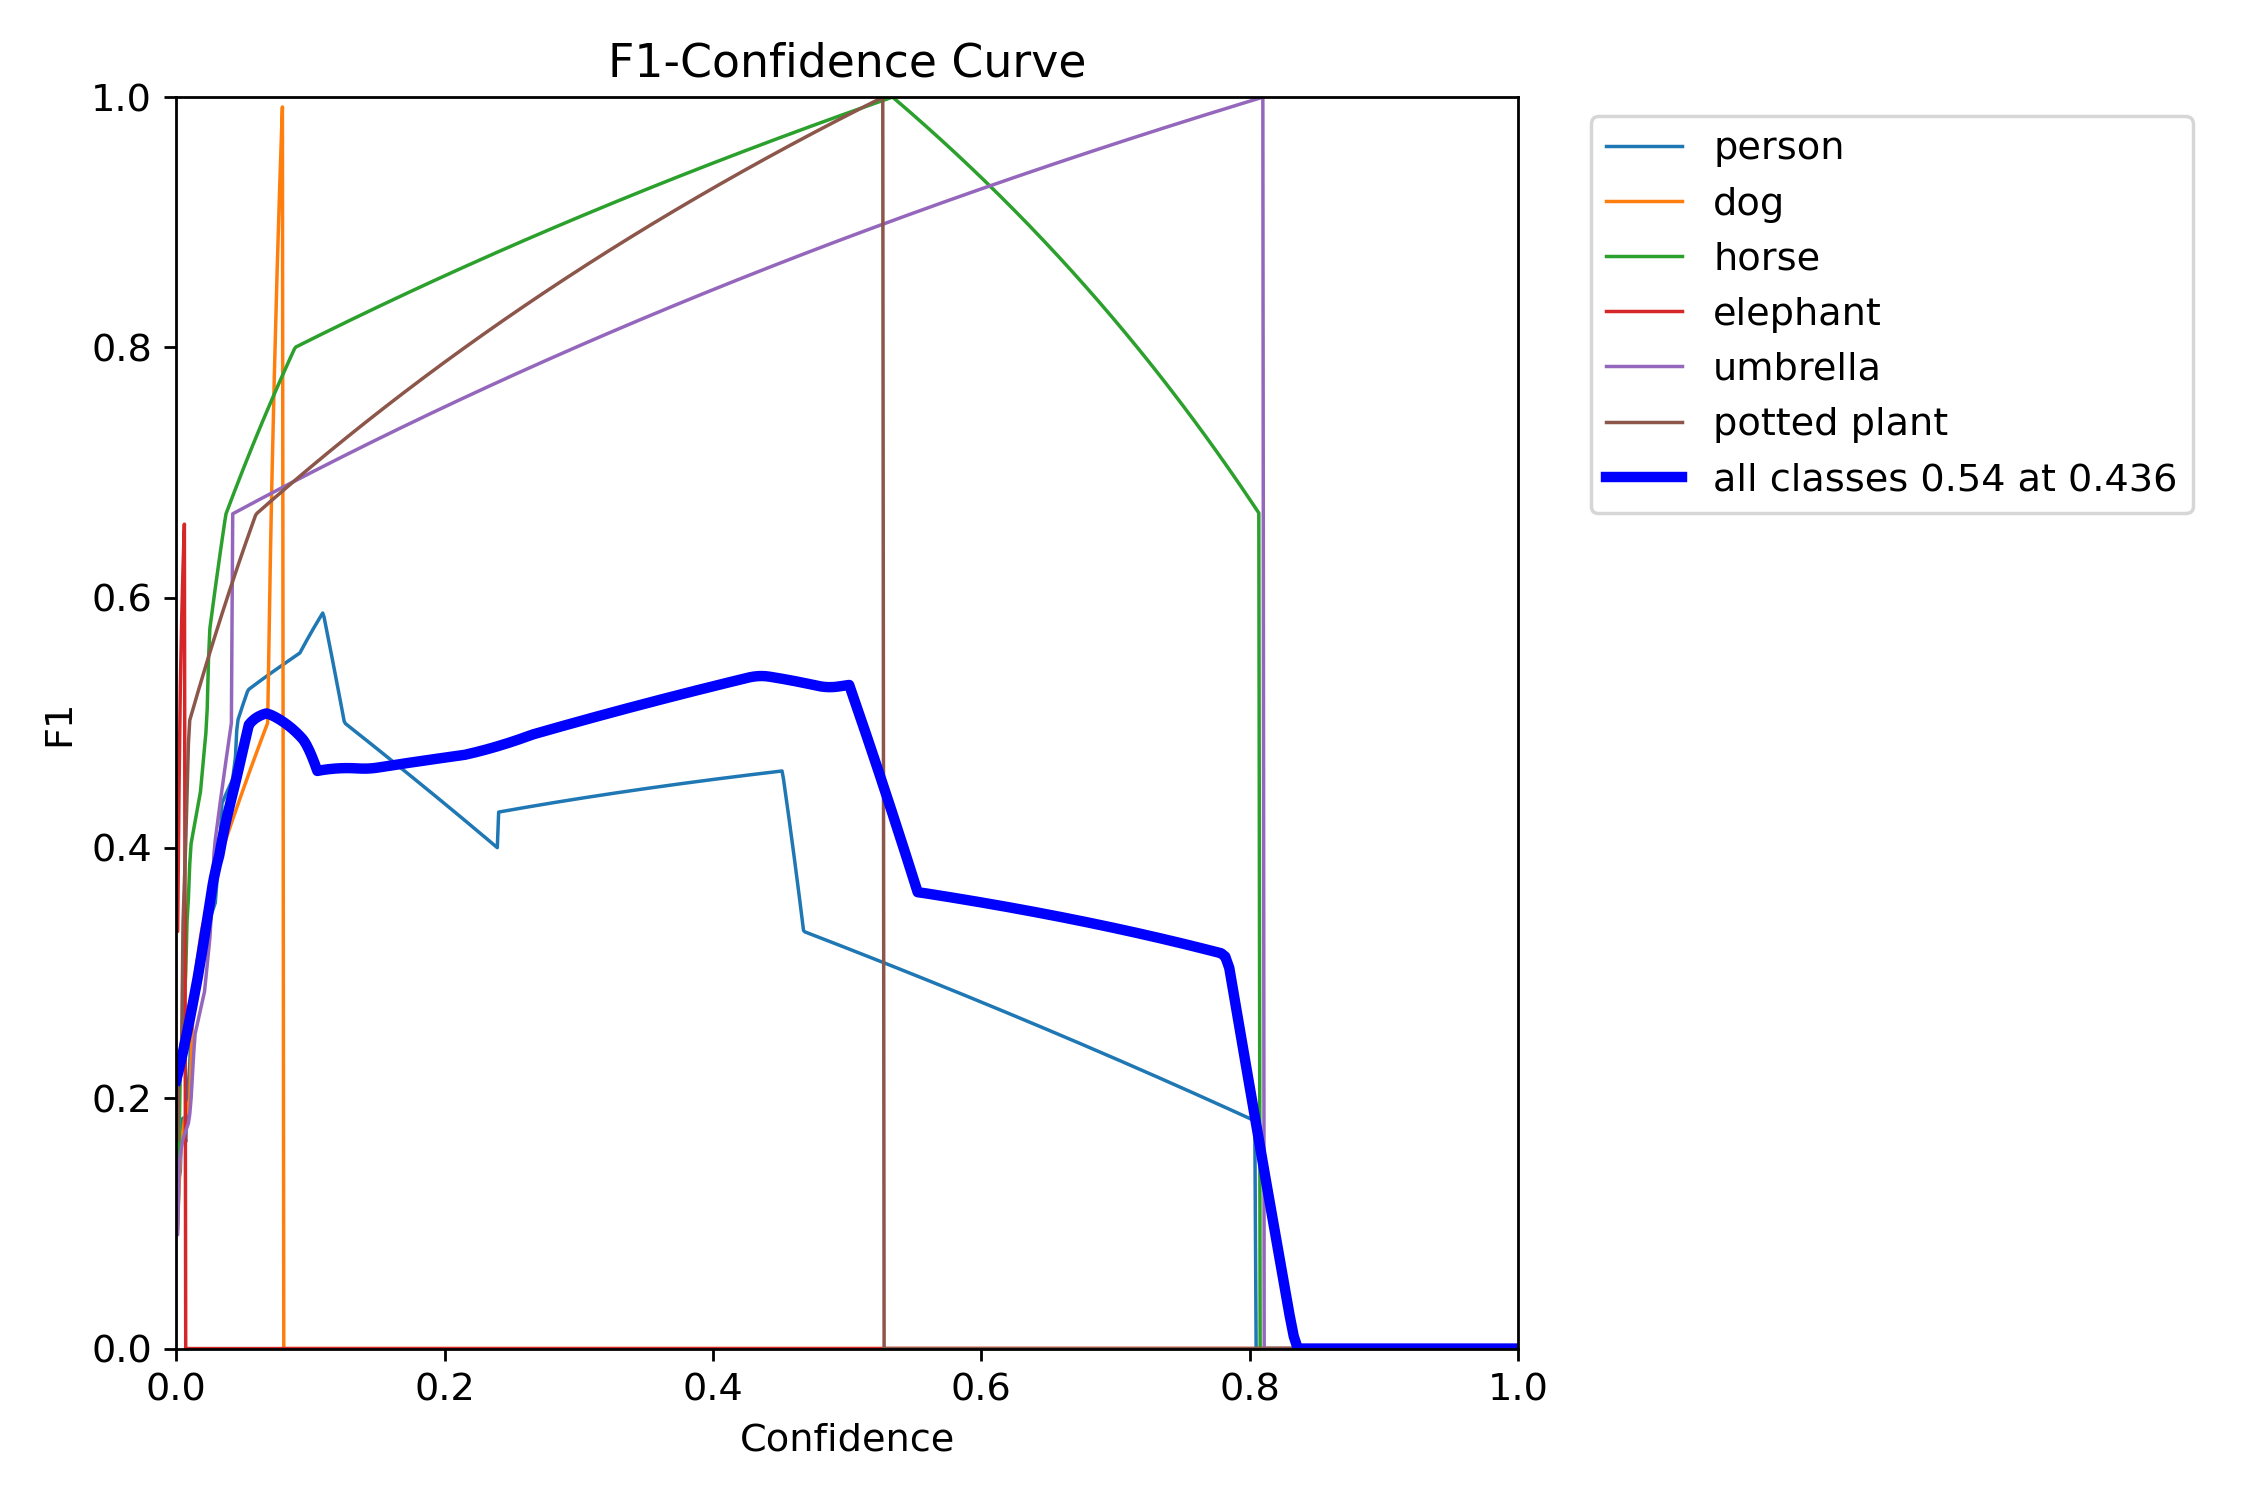 F1-Confidence Curve
1.0
0.8
0.6
0.4
0.2
0.0
F1
0.0 0.2 0.4 0.6 0.8 1.0
Confidence
person
dog
horse
elephant
umbrella
potted plant
all classes 0.54 at 0.436